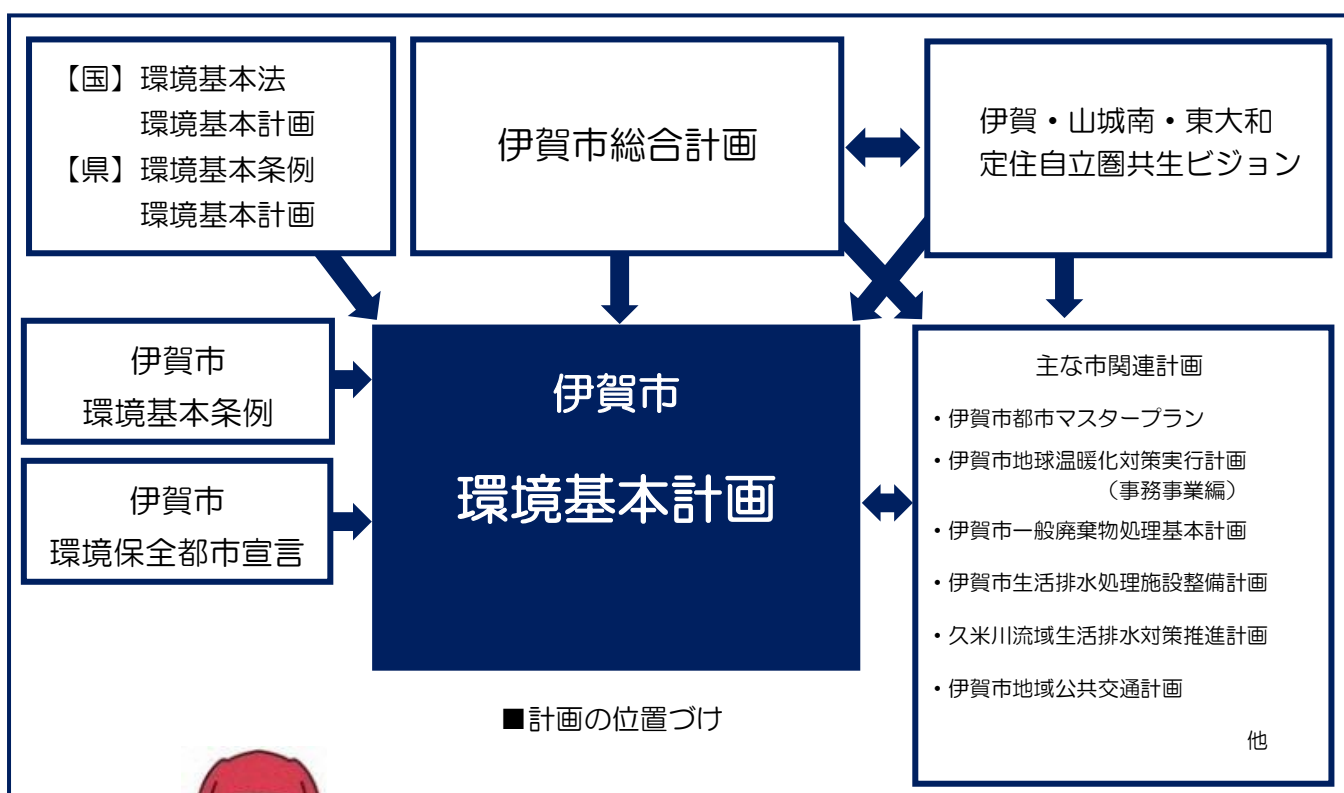 【国】環境基本法
環境基本計画
【県】環境基本条例
環境基本計画
伊賀市総合計画
伊賀・山城南・東大和
定住自立圏共生ビジョン
伊賀市
環境基本条例
伊賀市
環境保全都市宣言
伊賀市
環境基本計画
主な市関連計画
・伊賀市都市マスタープラン
・伊賀市地球温暖化対策実行計画
（事務事業編）
・伊賀市一般廃棄物処理基本計画
・伊賀市生活排水処理施設整備計画
・久米川流域生活排水対策推進計画
・伊賀市地域公共交通計画
他
■計画の位置づけ